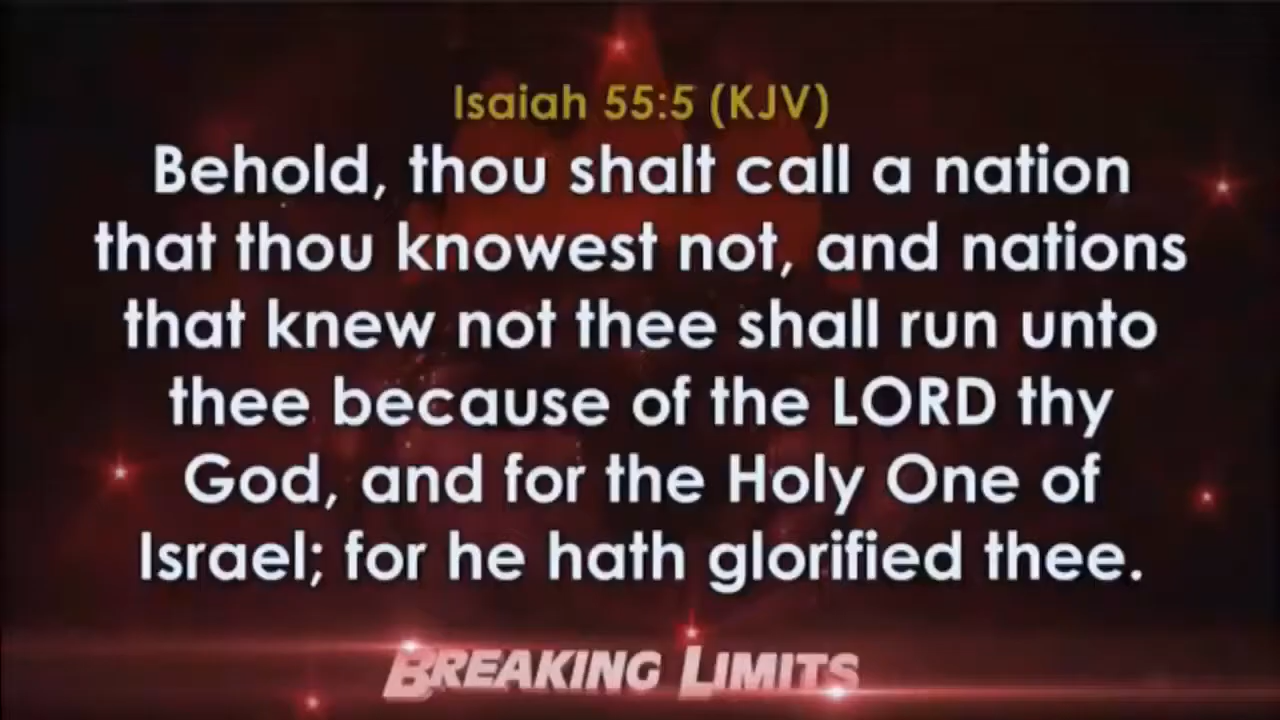 Isaiah 55:5 (KJV)
Behold, thou shalt call a nation
that thou knowest not, and nations
that knew not thee shall run unto
thee because of the LORD thy
God, and for the Holy One of
Israel; for he hath glorified thee.
BREAKING LIMITS